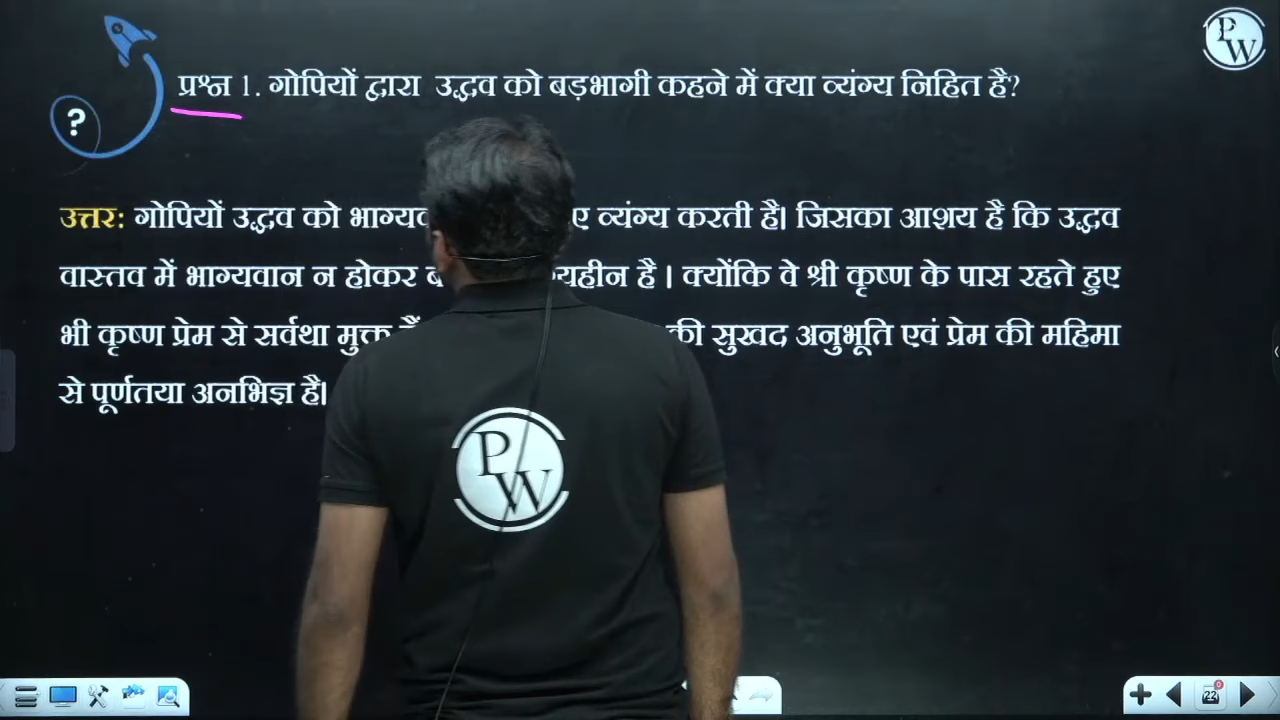 प्रश्न 1. गोपियों द्वारा उद्धव को बड़भागी कहने में क्या व्यंग्य निहित है?
?
उत्तर: गोपियों उद्धव को व्यंग्य करती है। जिसका आशय है कि उद्धव
वास्तव में भाग्यवान न होकर है। क्योंकि वे श्री कृष्ण के पास रहते हुए
भी कृष्ण प्रेम से सर्वथा की सुखद अनुभूति एवं प्रेम की महिमा
से पूर्णतया अनभिज्ञ है।
PW
PW
22